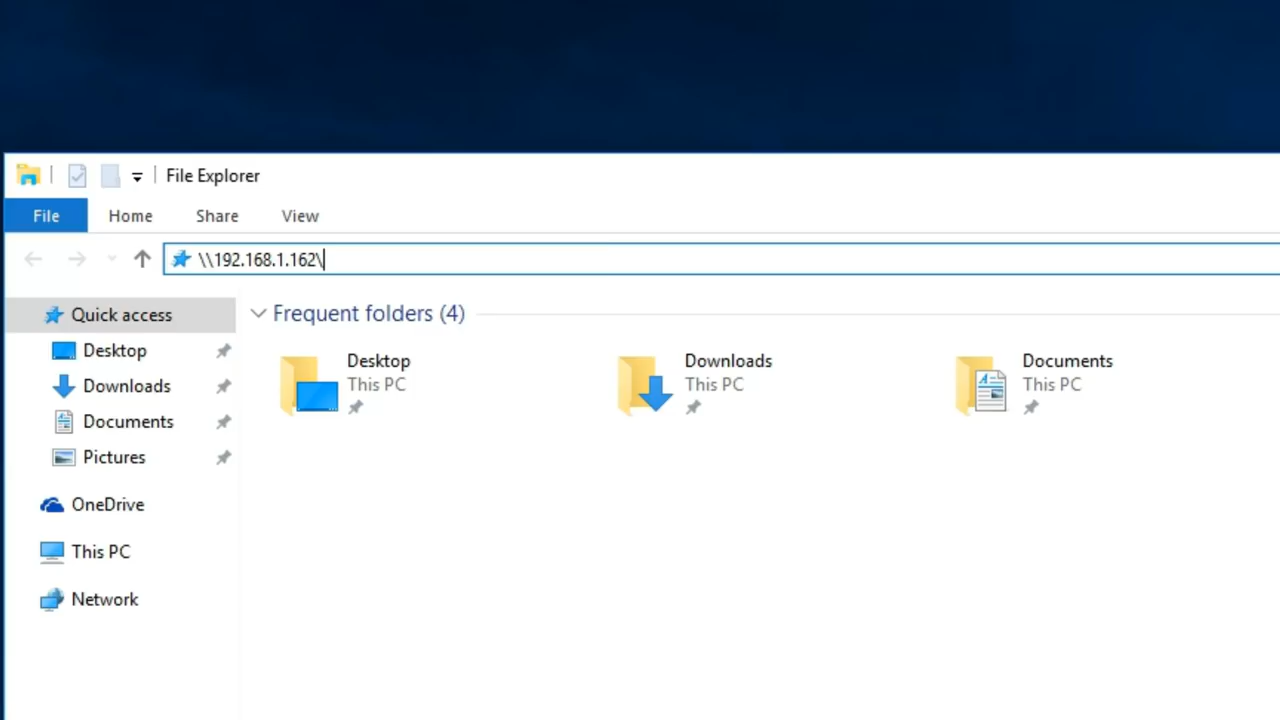 File Explorer
File Home Share View
\\192.168.1.162\
Quick access
Desktop
Downloads
Documents
Pictures
OneDrive
This PC
Network
Frequent folders (4)
Desktop
This PC
Downloads
This PC
Documents
This PC